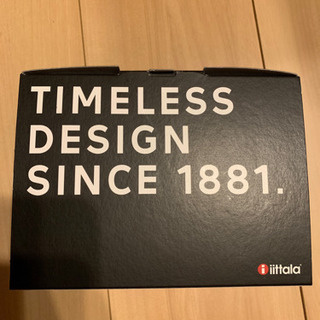 TIMELESS
DESIGN
SINCE 1881.
iittala